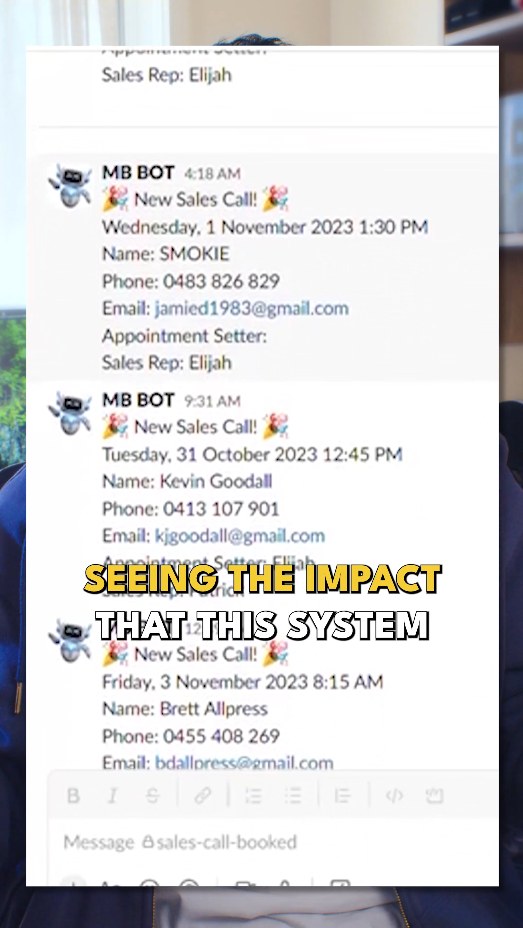 Appointment Setter:
Sales Rep: Elijah
MB BOT 4:18 AM
🎉 New Sales Call! 🎉
Wednesday, 1 November 2023 1:30 PM
Name: SMOKIE
Phone: 0483 826 829
Email: jamied1983@gmail.com
Appointment Setter:
Sales Rep: Elijah
MB BOT 9:31 AM
🎉 New Sales Call! 🎉
Tuesday, 31 October 2023 12:45 PM
Name: Kevin Goodall
Phone: 0413 107 901
Email: kjgoodall@gmail.com
Appointment Setter: Elijah
SEEING THE IMPACT
Sales Rep: Patrick
THAT THIS SYSTEM
🎉 New Sales Call! 🎉
Friday, 3 November 2023 8:15 AM
Name: Brett Allpress
Phone: 0455 408 269
Email: bdallpress@gmail.com
Message sales-call-booked